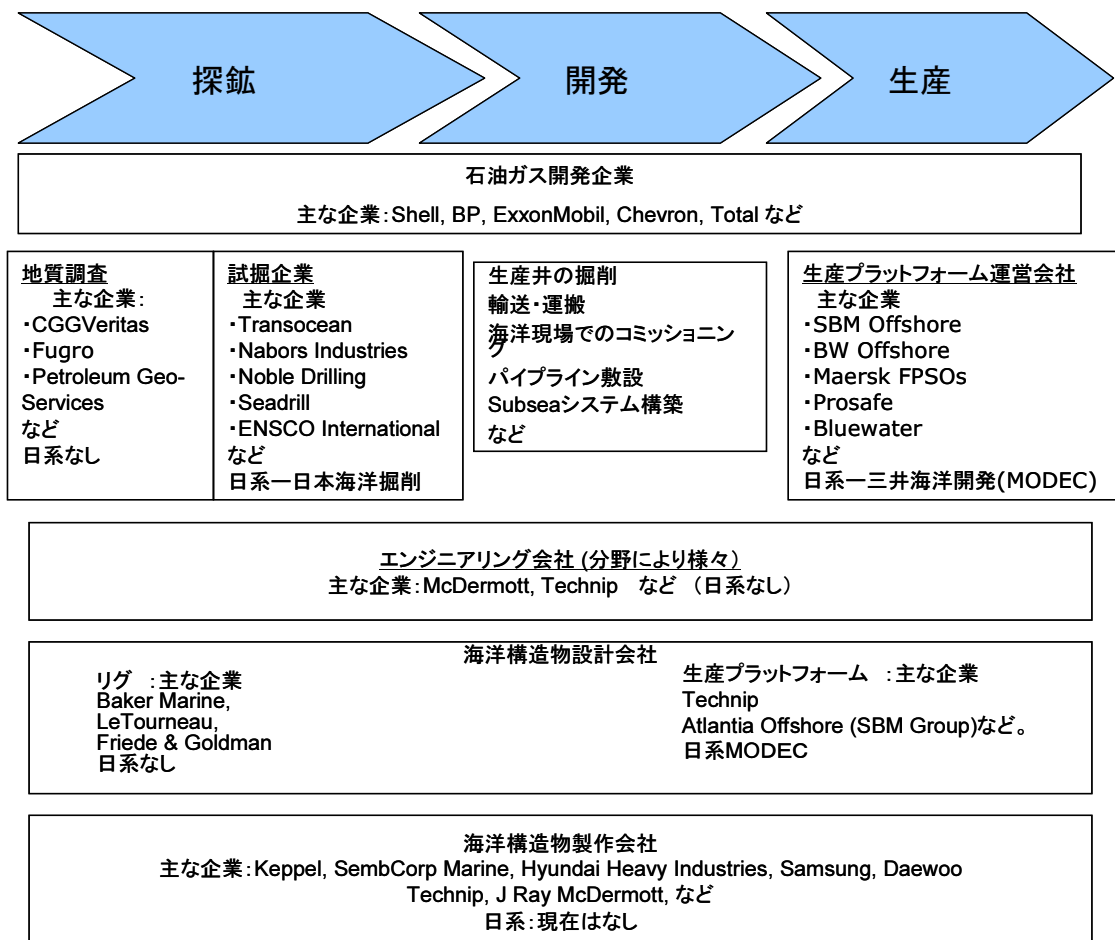 探鉱
開発
生産
石油ガス開発企業
主な企業:Shell, BP, ExxonMobil, Chevron, Total など
地質調査
主な企業:
・CGGVeritas
・Fugro
・Petroleum Geo-
Services
など
日系なし
試掘企業
主な企業
・Transocean
・Nabors Industries
・Noble Drilling
・Seadrill
・ENSCO International
など
日系ー日本海洋掘削
生産井の掘削
輸送・運搬
海洋現場でのコミッショニン
グ
パイプライン敷設
Subseaシステム構築
など
生産プラットフォーム運営会社
主な企業
・SBM Offshore
・BW Offshore
・Maersk FPSOs
・Prosafe
・Bluewater
など
日系ー三井海洋開発(MODEC)
エンジニアリング会社 (分野により様々)
主な企業:McDermott, Technip など (日系なし)
海洋構造物設計会社
リグ :主な企業
Baker Marine,
LeTourneau,
Friede & Goldman
日系なし
生産プラットフォーム :主な企業
Technip
Atlantia Offshore (SBM Group)など。
日系MODEC
海洋構造物製作会社
主な企業:Keppel, SembCorp Marine, Hyundai Heavy Industries, Samsung, Daewoo
Technip, J Ray McDermott, など
日系:現在はなし